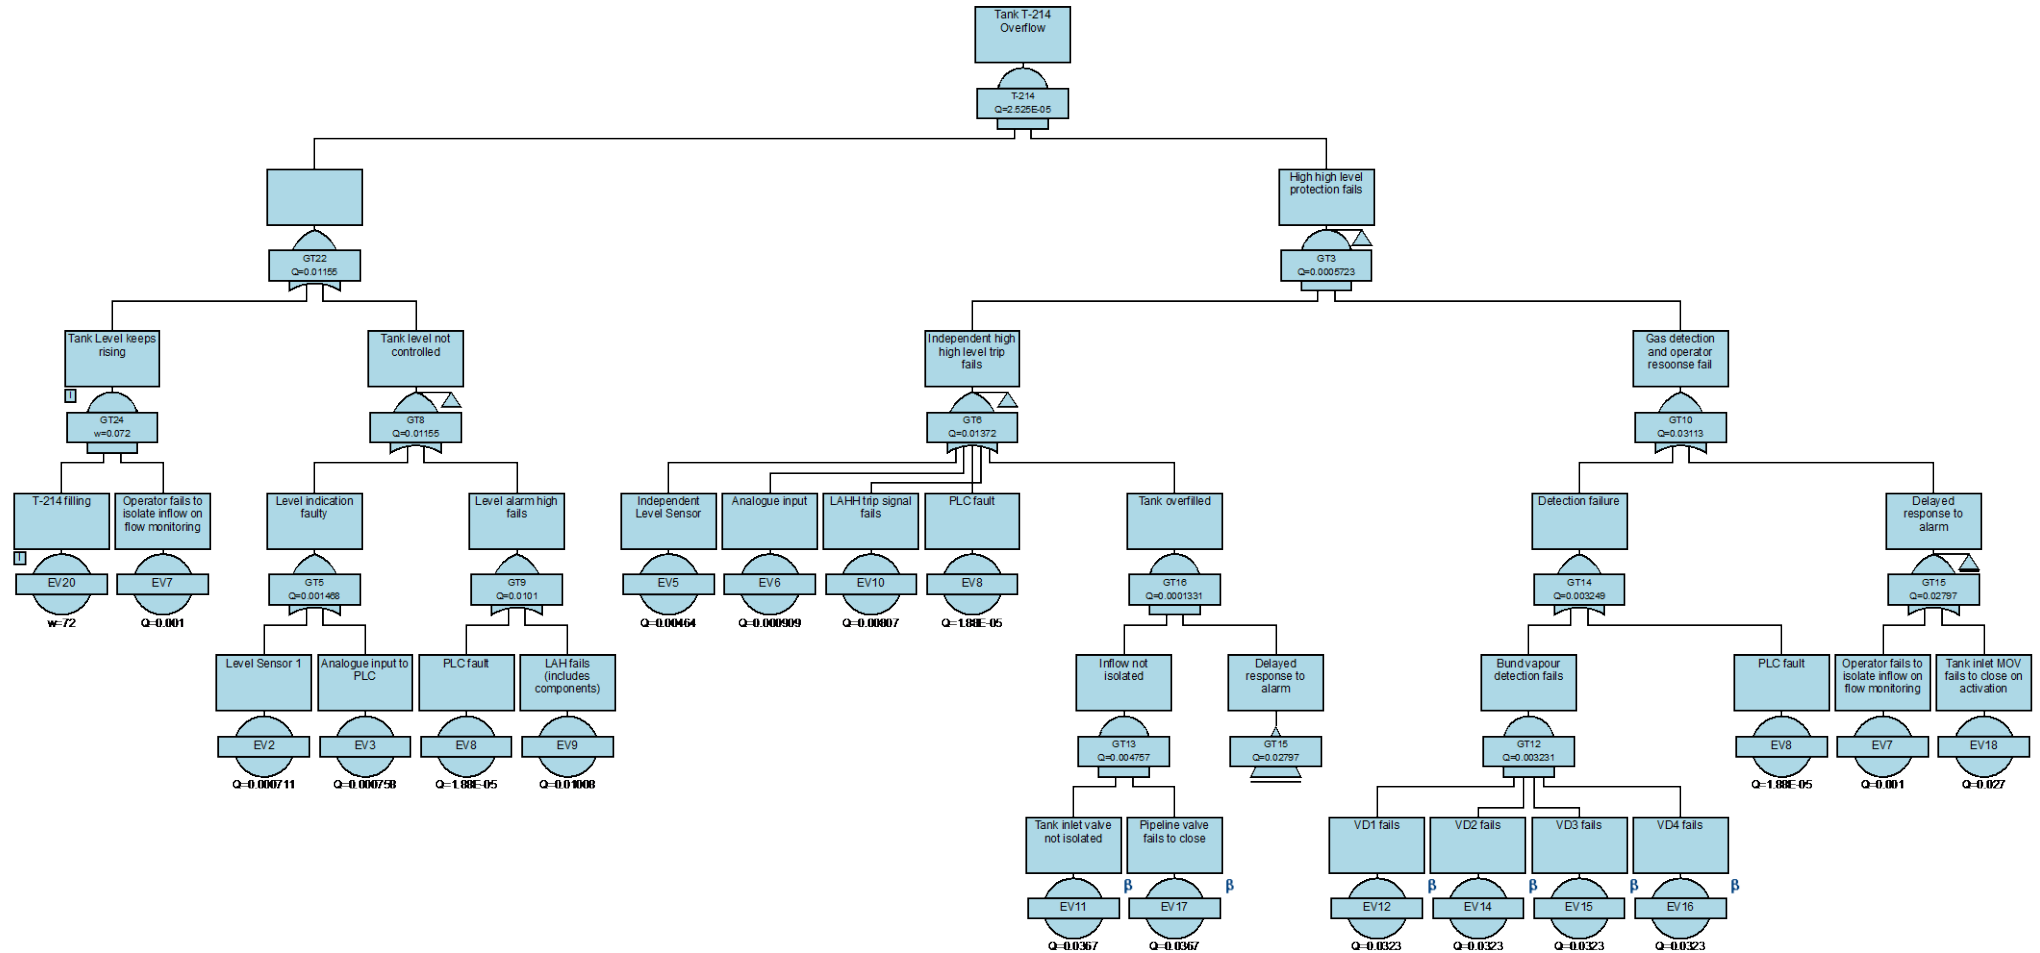 Tank T-214
Overflow
T-214
Q=2.525E-05
GT22
Q=0.01155
High high level
protection fails
GT3
Q=0.0005723
Tank Level keeps
rising
I
GT24
w=0.072
Tank level not
controlled
GT8
Q=0.01155
Independent high
high level trip
fails
GT6
Q=0.01372
Gas detection
and operator
resoonse fail
GT10
Q=0.03113
T-214 filling
I
EV20
w=72
Operator fails to
isolate inflow on
flow monitoring
EV7
Q=0.001
Level indication
faulty
GT5
Q=0.001468
Level alarm high
fails
GT9
Q=0.0101
Independent
Level Sensor
EV5
Q=0.00464
Analogue input
EV6
Q=0.000909
LAHH trip signal
fails
EV10
Q=0.00807
PLC fault
EV8
Q=1.88E-05
Tank overfilled
GT16
Q=0.0001331
Detection failure
GT14
Q=0.003249
Delayed
response to
alarm
GT15
Q=0.02797
Level Sensor 1
EV2
Q=0.000711
Analogue input to
PLC
EV3
Q=0.000758
PLC fault
EV8
Q=1.88E-05
LAH fails
(includes
components)
EV9
Q=0.01008
Inflow not
isolated
GT13
Q=0.004757
Delayed
response to
alarm
GT15
Q=0.02797
Bund vapour
detection fails
GT12
Q=0.003231
PLC fault
EV8
Q=1.88E-05
Operator fails to
isolate inflow on
flow monitoring
EV7
Q=0.001
Tank inlet MOV
fails to close on
activation
EV18
Q=0.027
Tank inlet valve
not isolated
β
EV11
Q=0.0367
Pipeline valve
fails to close
β
EV17
Q=0.0367
VD1 fails
β
EV12
Q=0.0323
VD2 fails
β
EV14
Q=0.0323
VD3 fails
β
EV15
Q=0.0323
VD4 fails
β
EV16
Q=0.0323